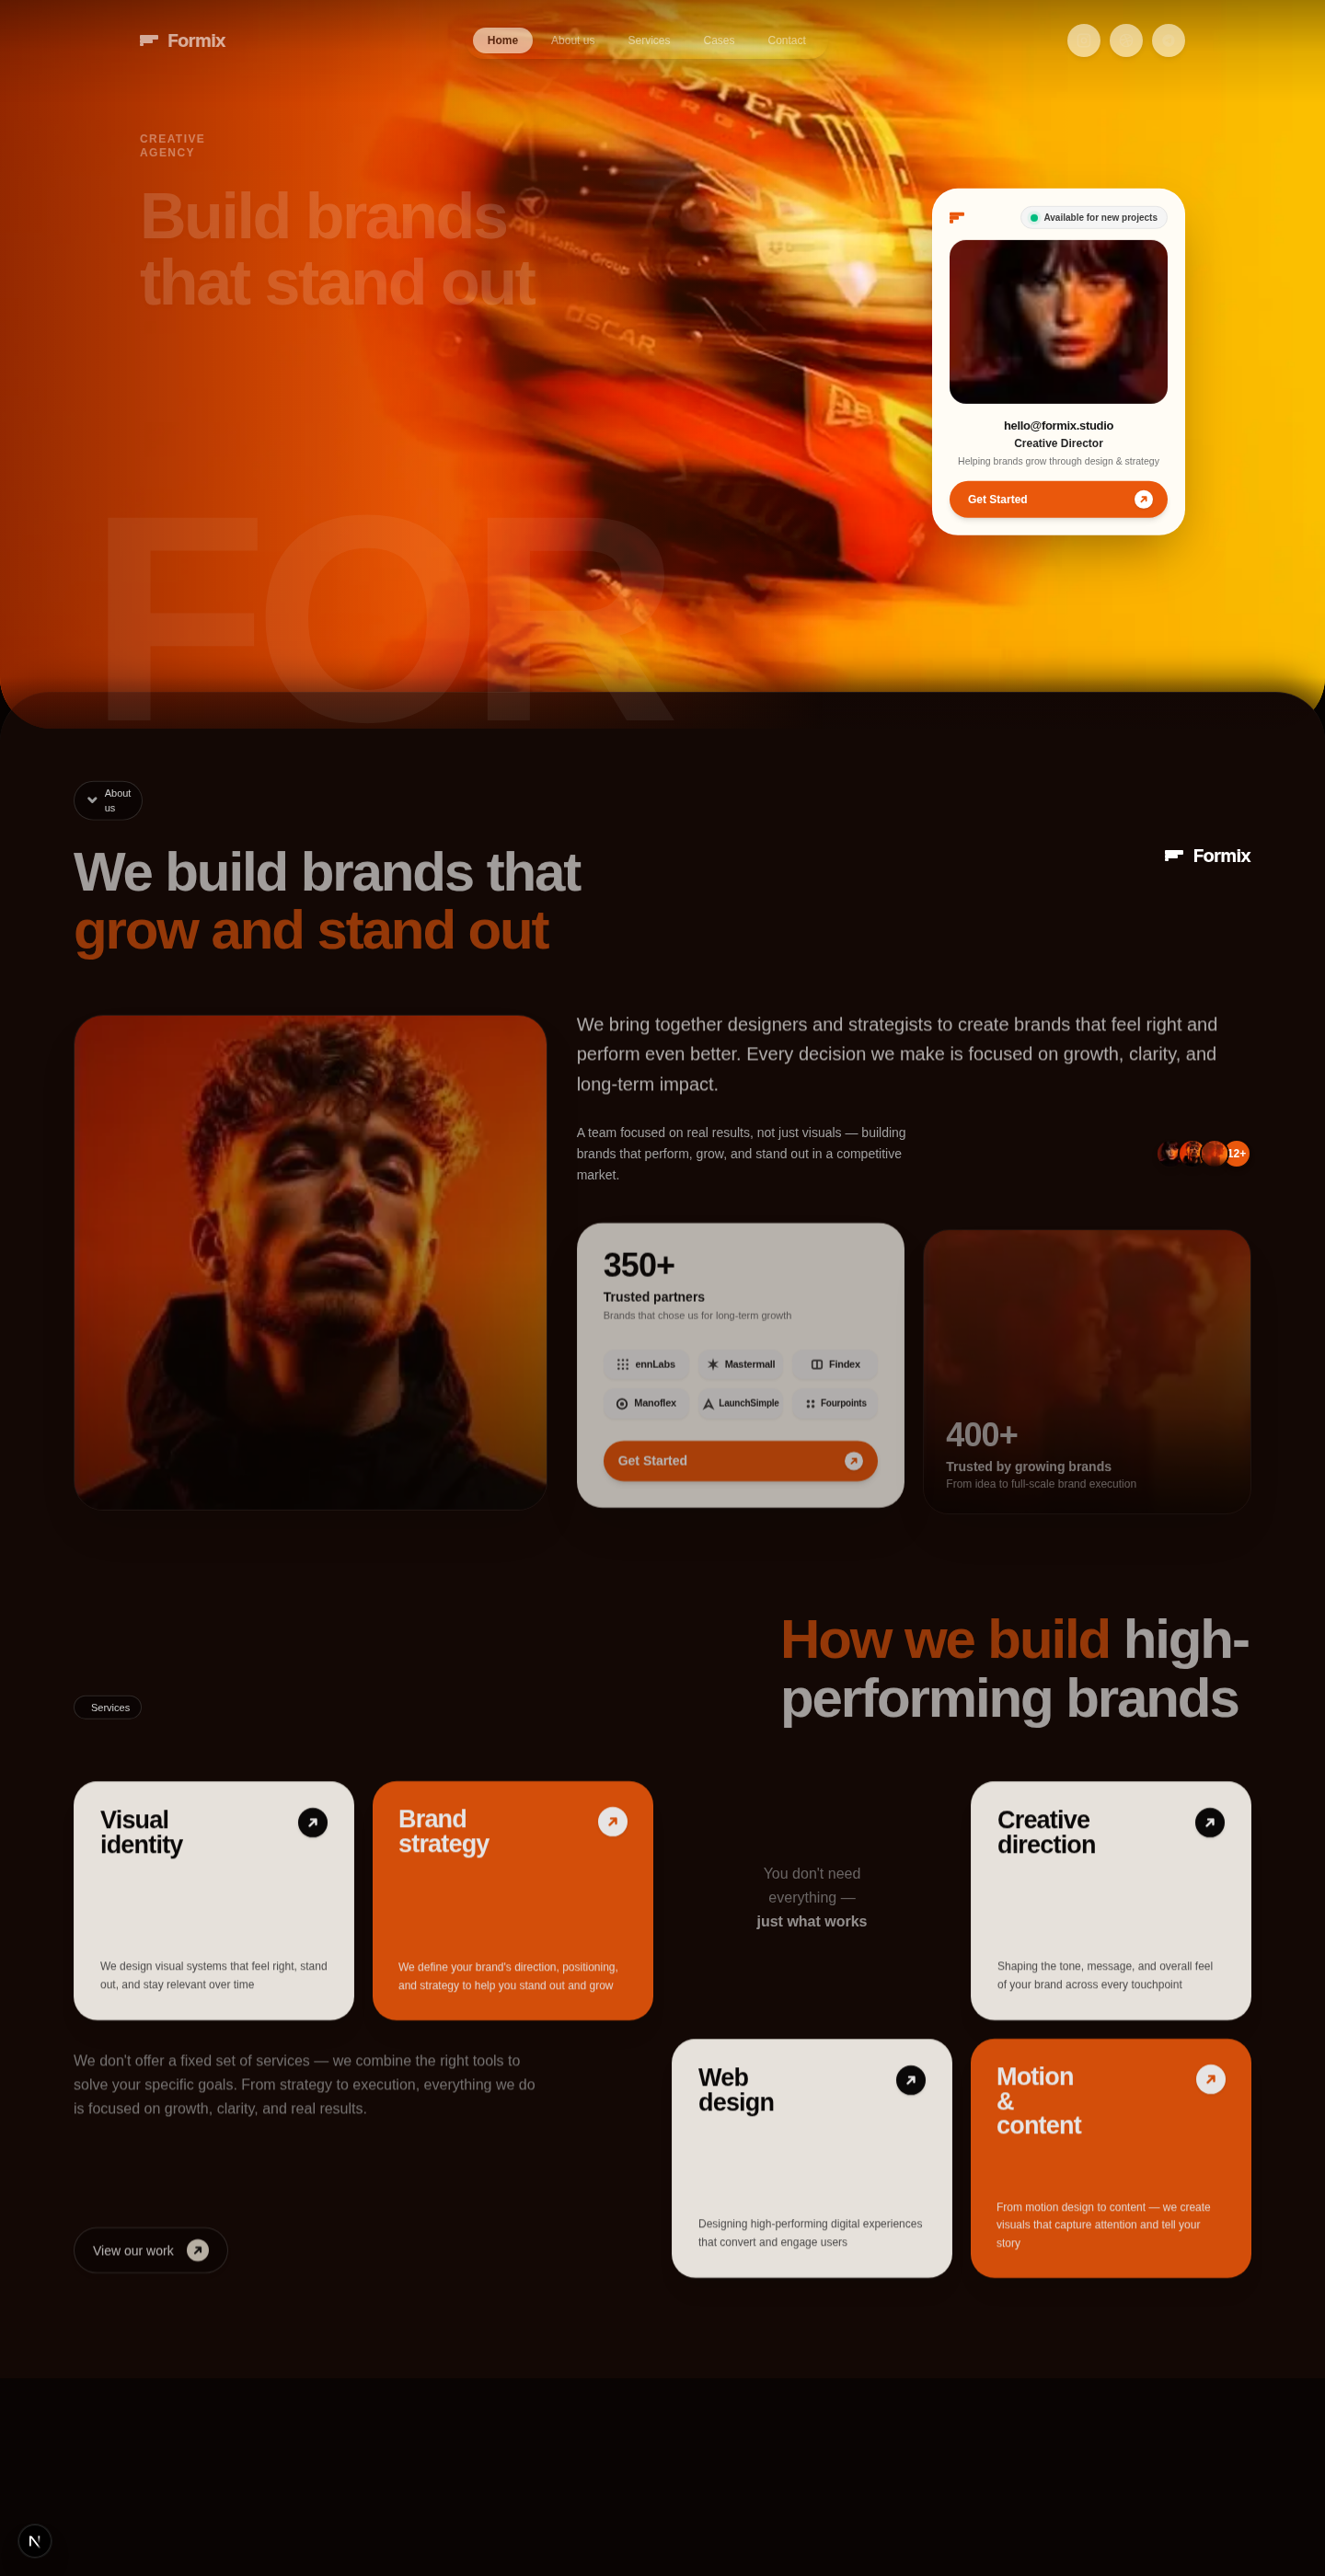 Formix
Home
About us
Services
Cases
Contact
CREATIVE
AGENCY
Build brands
that stand out
OSCAR
NEW ERA
Available for new projects
hello@formix.studio
Creative Director
Helping brands grow through design & strategy
Get Started
FOR
About
us
We build brands that
grow and stand out
Formix
We bring together designers and strategists to create brands that feel right and
perform even better. Every decision we make is focused on growth, clarity, and
long-term impact.
A team focused on real results, not just visuals — building
brands that perform, grow, and stand out in a competitive
market.
12+
350+
Trusted partners
Brands that chose us for long-term growth
ennLabs
Mastermall
Findex
Manoflex
LaunchSimple
Fourpoints
Get Started
400+
Trusted by growing brands
From idea to full-scale brand execution
How we build high-
performing brands
Services
Visual
identity
We design visual systems that feel right, stand
out, and stay relevant over time
Brand
strategy
We define your brand's direction, positioning,
and strategy to help you stand out and grow
You don't need
everything —
just what works
Creative
direction
Shaping the tone, message, and overall feel
of your brand across every touchpoint
We don't offer a fixed set of services — we combine the right tools to
solve your specific goals. From strategy to execution, everything we do
is focused on growth, clarity, and real results.
View our work
Web
design
Designing high-performing digital experiences
that convert and engage users
Motion
&
content
From motion design to content — we create
visuals that capture attention and tell your
story